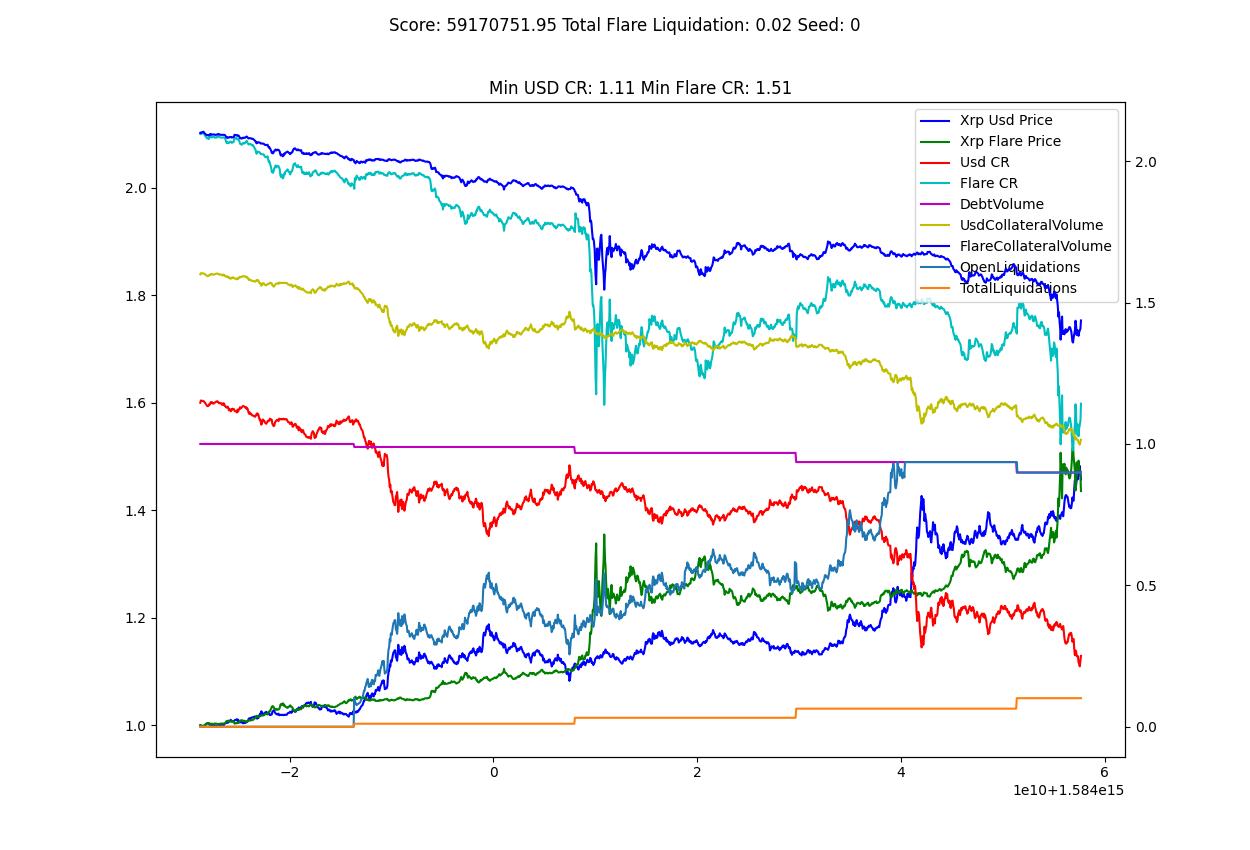 Score: 59170751.95 Total Flare Liquidation: 0.02 Seed: 0
Min USD CR: 1.11 Min Flare CR: 1.51
Xrp Usd Price
Xrp Flare Price
Usd CR
Flare CR
DebtVolume
UsdCollateralVolume
FlareCollateralVolume
OpenLiquidations
TotalLiquidations
2.0
1.8
1.6
1.4
1.2
1.0
2.0
1.5
1.0
0.5
0.0
−2
0
2
4
6
1e10+1.584e15